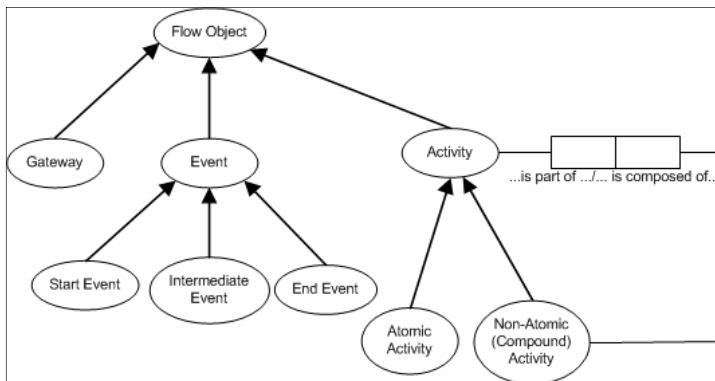 Flow Object
Gateway
Event
Activity
...is part of .../... is composed of...
Start Event
Intermediate
Event
End Event
Atomic
Activity
Non-Atomic
(Compound)
Activity